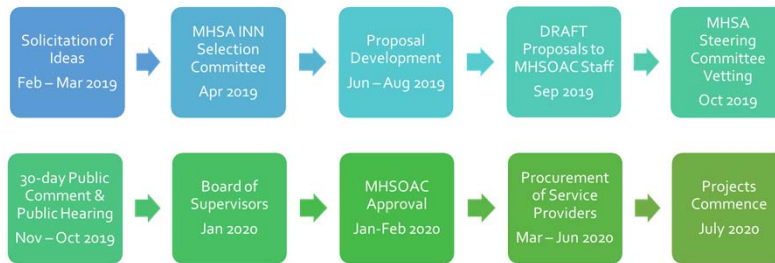 Solicitation of
Ideas
Feb – Mar 2019
MHSA INN
Selection
Committee
Apr 2019
Proposal
Development
Jun – Aug 2019
DRAFT
Proposals to
MHSOAC Staff
Sep 2019
MHSA
Steering
Committee
Vetting
Oct 2019
30-day Public
Comment &
Public Hearing
Nov – Oct 2019
Board of
Supervisors
Jan 2020
MHSOAC
Approval
Jan-Feb 2020
Procurement
of Service
Providers
Mar – Jun 2020
Projects
Commence
July 2020